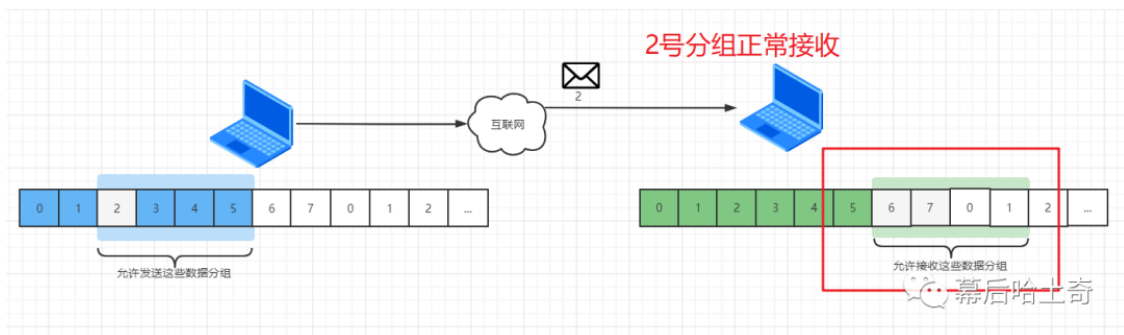 2号分组正常接收
2
互联网
0 1 2 3 4 5 6 7 0 1 2 ...
0 1 2 3 4 5 6 7 0 1 2 ...
允许发送这些数据分组
允许接收这些数据分组
幕后哈士奇